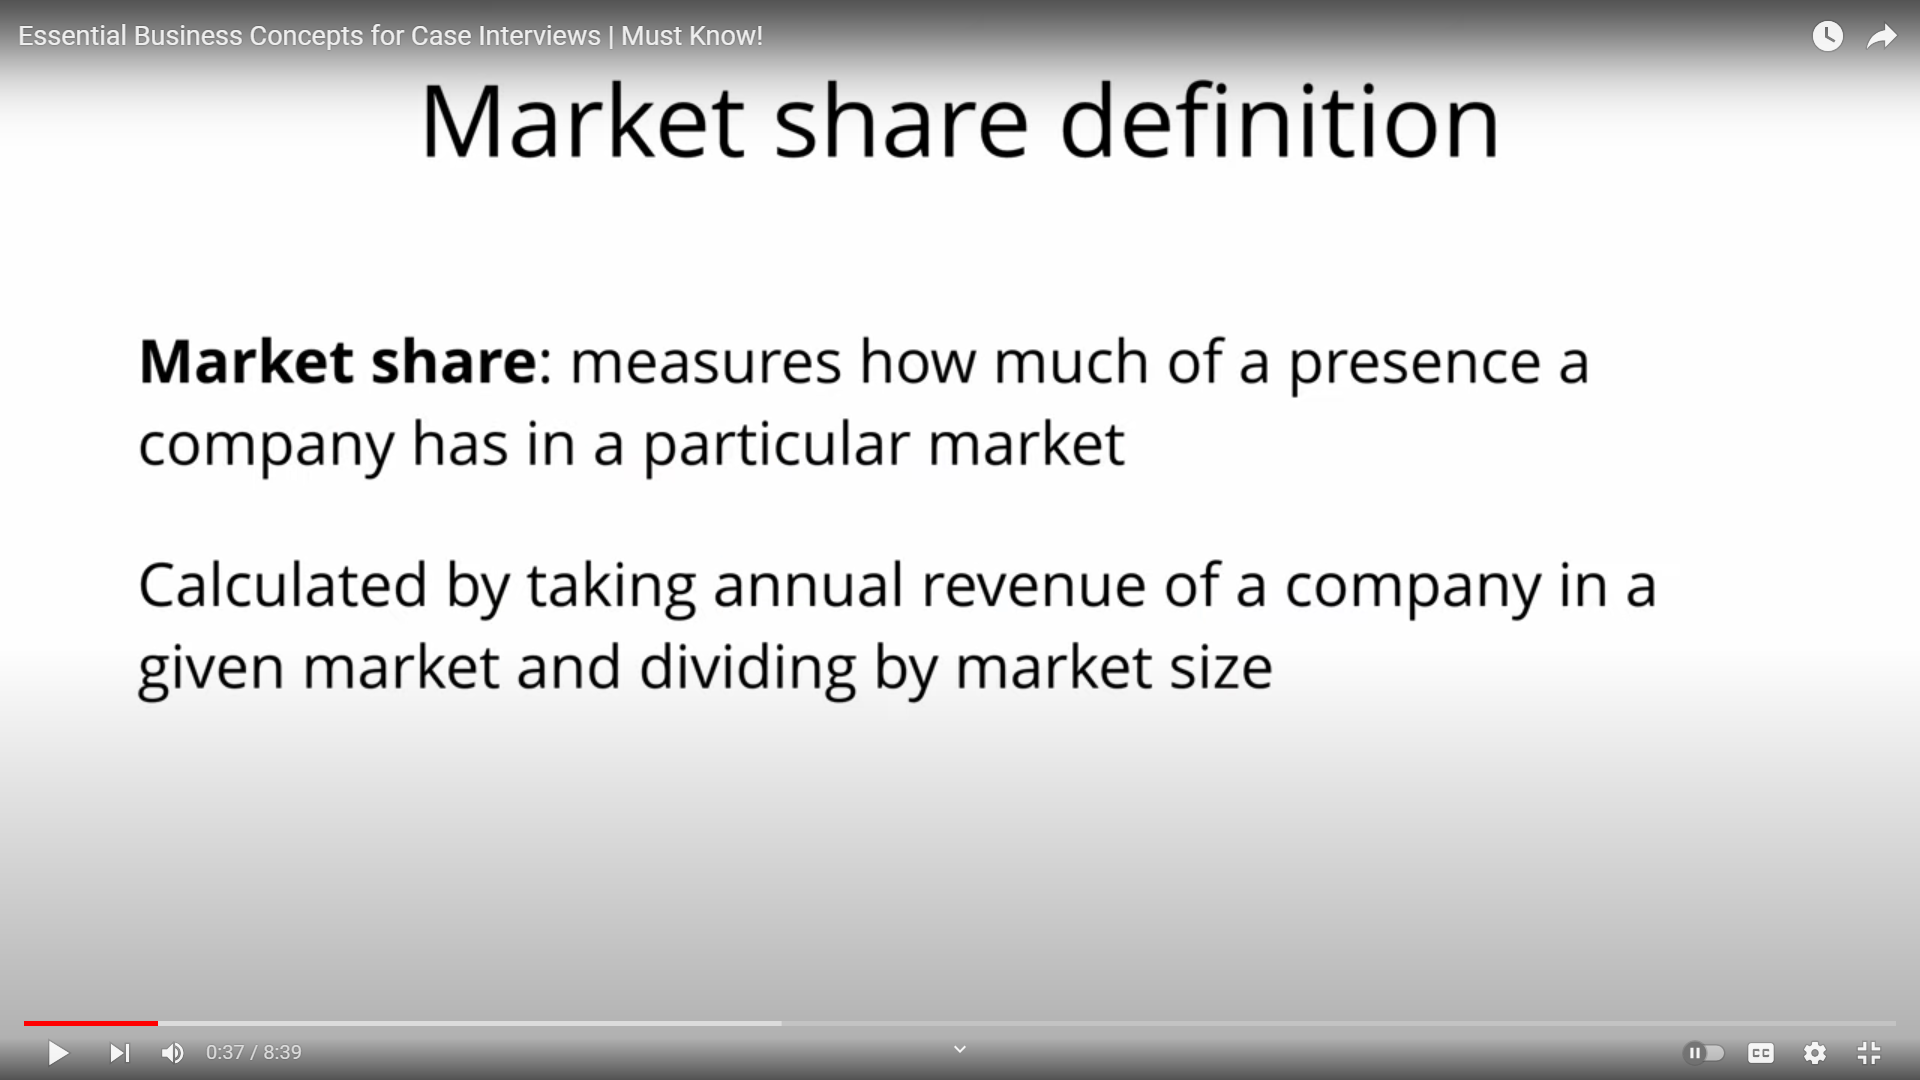 Essential Business Concepts for Case Interviews | Must Know!
Market share definition
Market share: measures how much of a presence a
company has in a particular market
Calculated by taking annual revenue of a company in a
given market and dividing by market size
0:37 / 8:39
CC